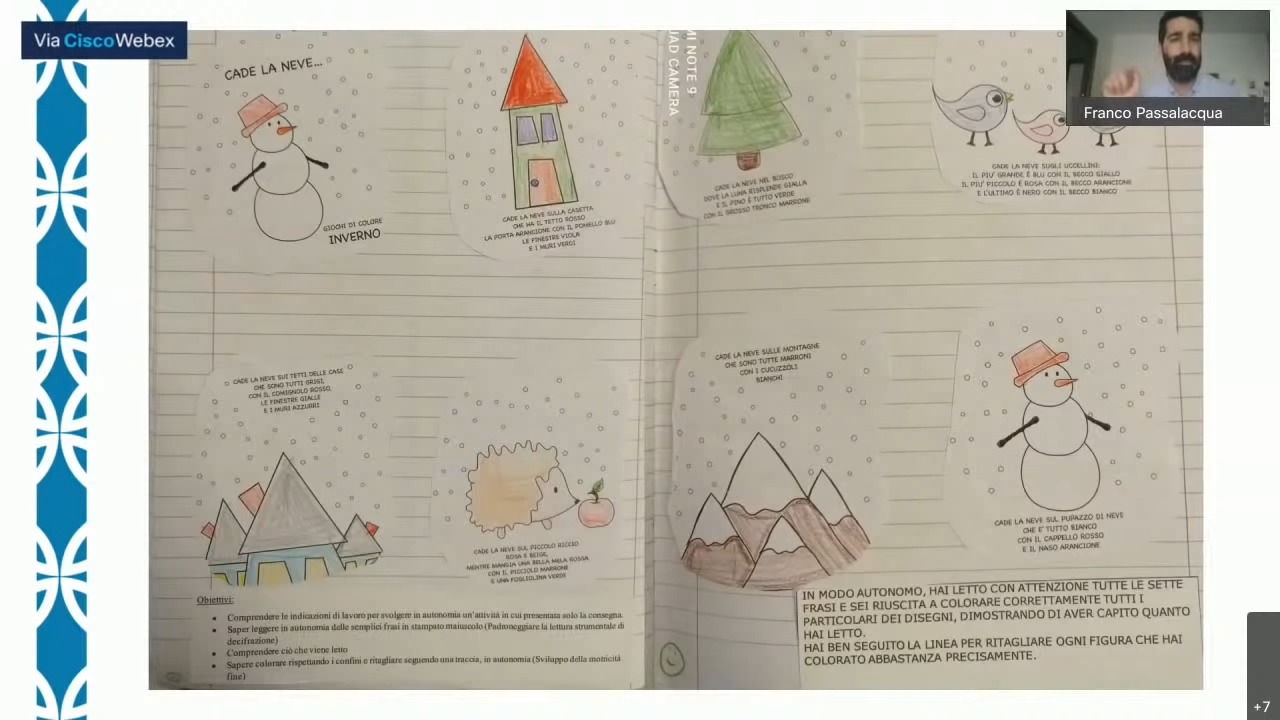 Via Cisco Webex
CADE LA NEVE...
GIOCHI DI COLORE
INVERNO
CADE LA NEVE SULLA CASETTA
CHE HA IL TETTO ROSSO
LA PORTA ARANCIONE CON IL POMELLO BLU
LE FINESTRE VIOLA
E I MURI VERDI
MI NOTE 9
UAD CAMERA
CADE LA NEVE NEL BOSCO
DOVE LA LUNA RISPLENDE GIALLA
E IL PINO È TUTTO VERDE
CON IL GROSSO TRONCO MARRONE
Franco Passalacqua
CADE LA NEVE SUGLI UCCELLINI:
IL PIU' GRANDE È BLU CON IL BECCO GIALLO
IL PIU' PICCOLO È ROSA CON IL BECCO ARANCIONE
E L'ULTIMO È NERO CON IL BECCO BIANCO
CADE LA NEVE SUI TETTI DELLE CASE
CHE SONO TUTTI GRIGI,
CON IL COMIGNOLO ROSSO,
LE FINESTRE GIALLE
E I MURI AZZURRI
CADE LA NEVE SUL PICCOLO RICCIO
ROSA E BEIGE,
MENTRE MANGIA UNA BELLA MELA ROSSA
CON IL PICCIOLO MARRONE
E UNA FOGLIOLINA VERDE
CADE LA NEVE SULLE MONTAGNE
CHE SONO TUTTE MARRONI
CON I CUCUZZOLI
BIANCHI
CADE LA NEVE SUL PUPAZZO DI NEVE
CHE E' TUTTO BIANCO
CON IL CAPPELLO ROSSO
E IL NASO ARANCIONE
Obiettivi:
• Comprendere le indicazioni di lavoro per svolgere in autonomia un'attività in cui presentata solo la consegna.
• Saper leggere in autonomia delle semplici frasi in stampato maiuscolo (Padroneggiare la lettura strumentale di
decifrazione)
• Comprendere ciò che viene letto
• Sapere colorare rispettando i confini e ritagliare seguendo una traccia, in autonomia (Sviluppo della motricità
fine)
IN MODO AUTONOMO, HAI LETTO CON ATTENZIONE TUTTE LE SETTE
FRASI E SEI RIUSCITA A COLORARE CORRETTAMENTE TUTTI I
PARTICOLARI DEI DISEGNI, DIMOSTRANDO DI AVER CAPITO QUANTO
HAI LETTO.
HAI BEN SEGUITO LA LINEA PER RITAGLIARE OGNI FIGURA CHE HAI
COLORATO ABBASTANZA PRECISAMENTE.
+7